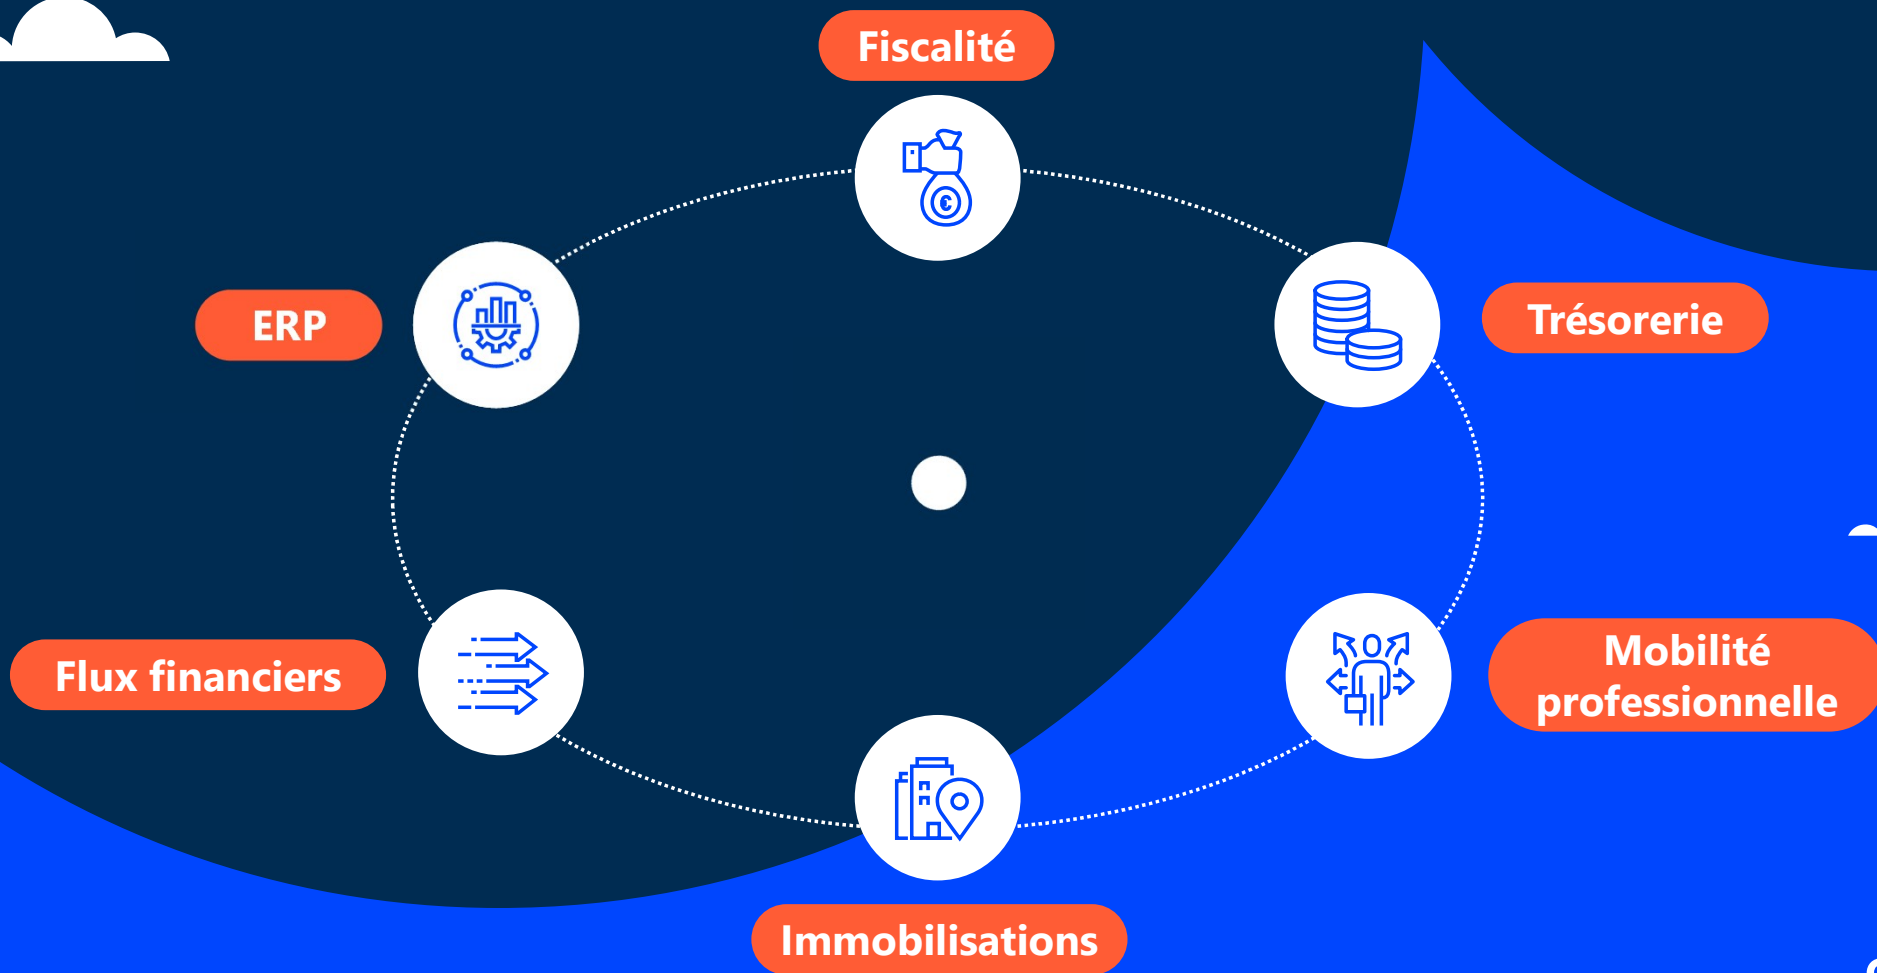 Fiscalité
ERP
Trésorerie
Flux financiers
Mobilité
professionnelle
Immobilisations